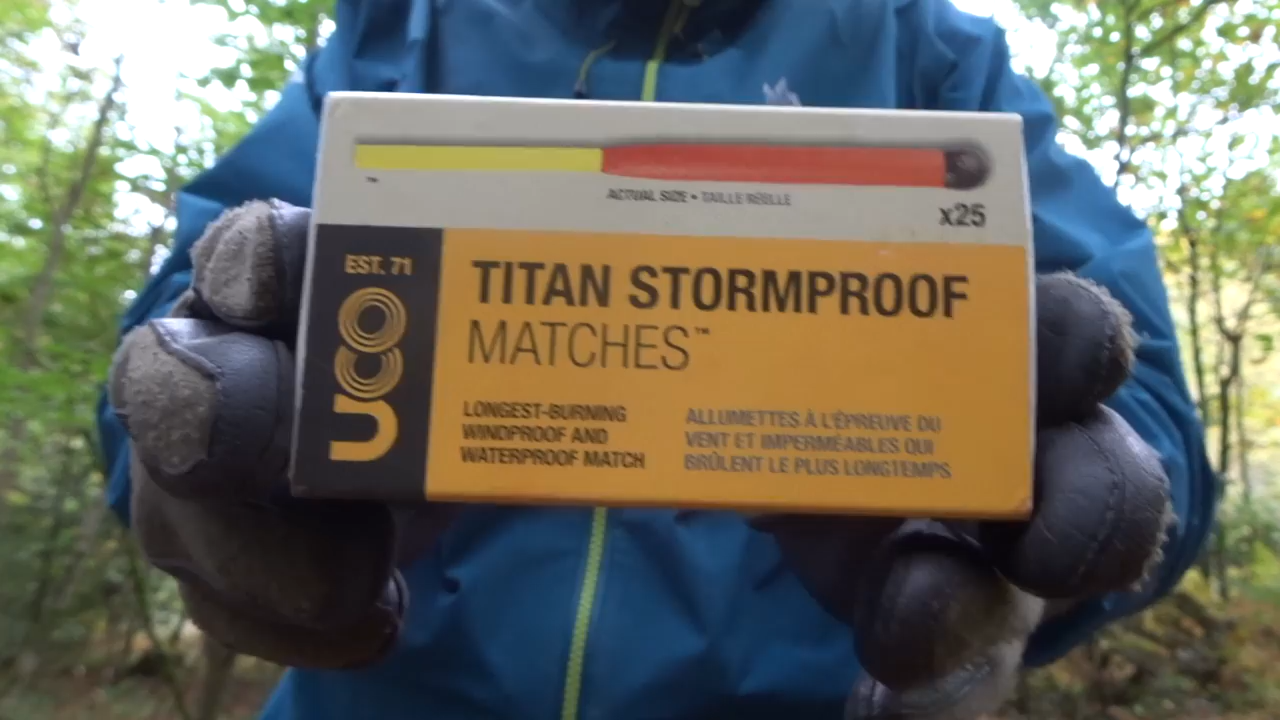 ™
ACTUAL SIZE • TAILLE RÉELLE
x25
EST. 71
uco
TITAN STORMPROOF
MATCHES™
LONGEST-BURNING
WINDPROOF AND
WATERPROOF MATCH
ALLUMETTES À L'ÉPREUVE DU
VENT ET IMPERMÉABLES QUI
BRÛLENT LE PLUS LONGTEMPS